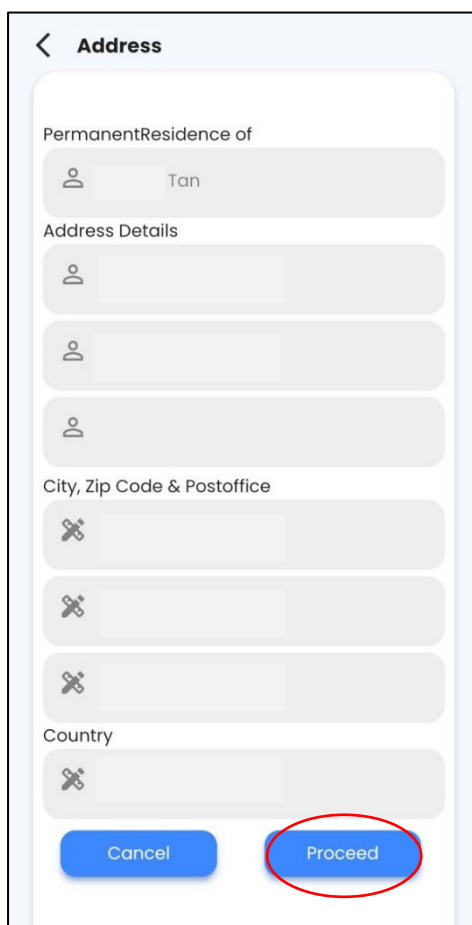 Address
PermanentResidence of
Tan
Address Details
City, Zip Code & Postoffice
Country
Cancel Proceed